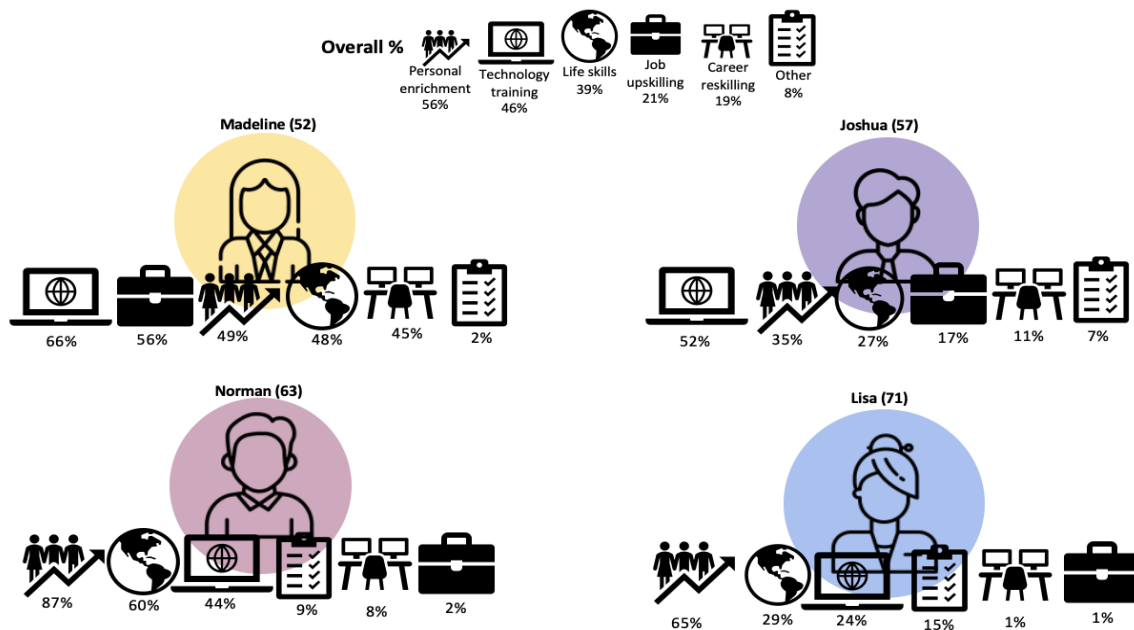 Overall %
Personal enrichment 56%
Technology training 46%
Life skills 39%
Job upskilling 21%
Career reskilling 19%
Other 8%
Madeline (52)
66% 56% 49% 48% 45% 2%
Joshua (57)
52% 35% 27% 17% 11% 7%
Norman (63)
87% 60% 44% 9% 8% 2%
Lisa (71)
65% 29% 24% 15% 1% 1%